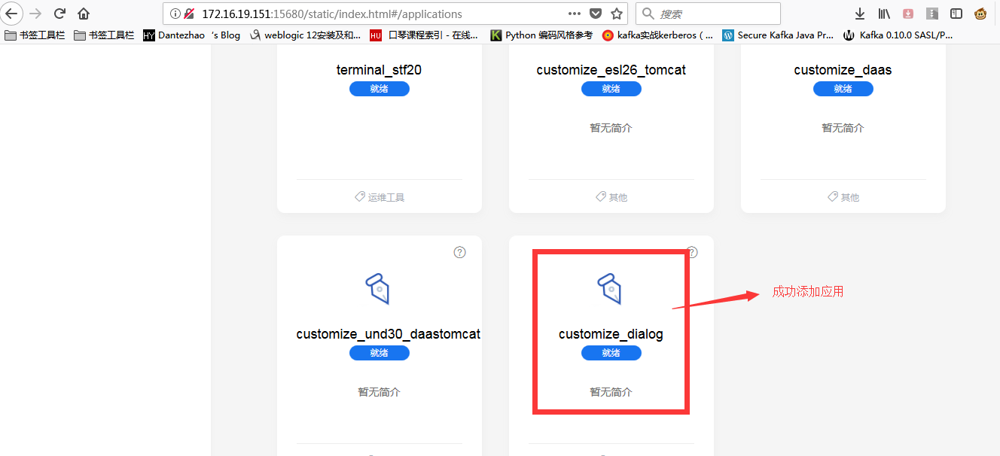 172.16.19.151:15680/static/index.html#/applications
搜索
书签工具栏
书签工具栏
HY Dantezhao 's Blog
weblogic 12安装及和...
HU 口琴课程索引 - 在线...
K Python 编码风格参考
kafka实战kerberos ( ...
Secure Kafka Java Pr...
Kafka 0.10.0 SASL/P...
terminal_stf20
就绪
运维工具
customize_esl26_tomcat
就绪
暂无简介
其他
customize_daas
就绪
暂无简介
其他
?
customize_und30_daastomcat
就绪
暂无简介
?
customize_dialog
就绪
暂无简介
成功添加应用